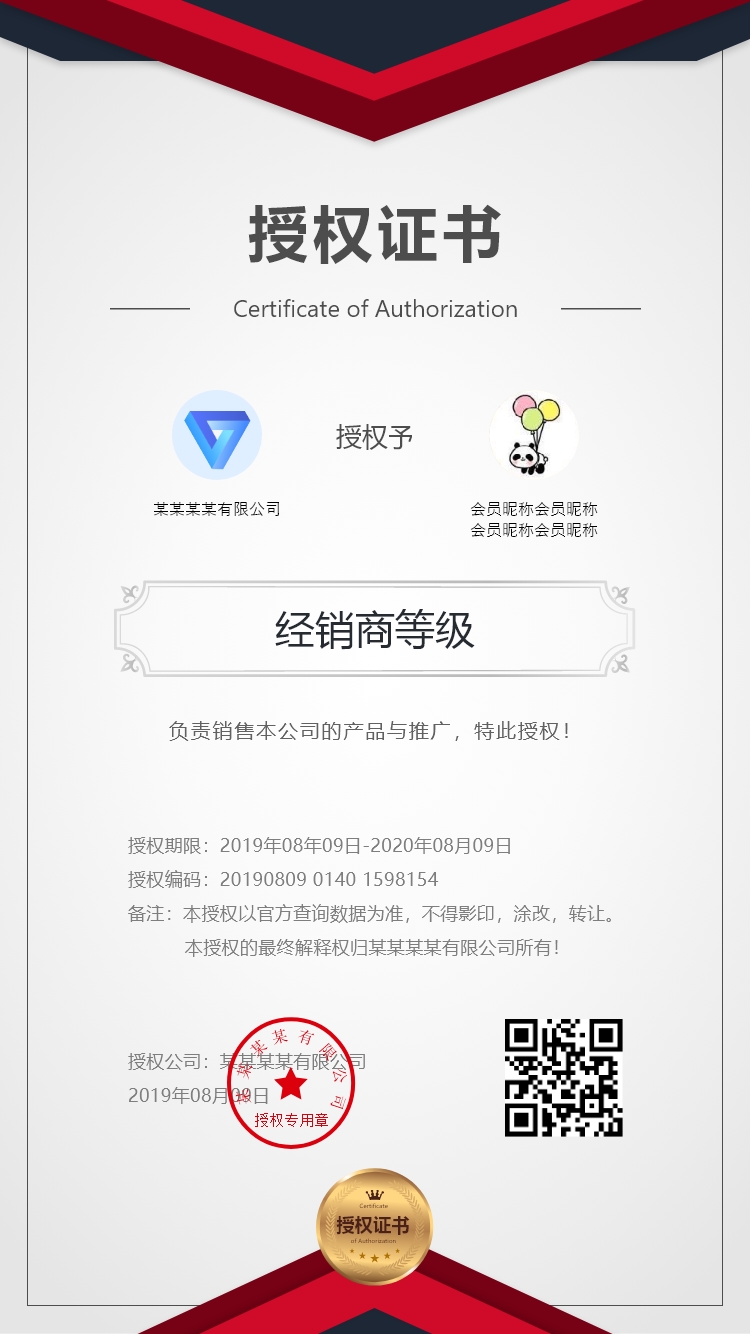 授权证书
Certificate of Authorization
授权予
某某某某有限公司
会员昵称会员昵称
会员昵称会员昵称
经销商等级
负责销售本公司的产品与推广，特此授权！
授权期限：2019年08年09日-2020年08月09日
授权编码：20190809 0140 1598154
备注：本授权以官方查询数据为准，不得影印，涂改，转让。
本授权的最终解释权归某某某某有限公司所有！
授权公司：某某某某有限公司
2019年08月09日
某某某某有限公司
授权专用章
Certificate
授权证书
of Authorization